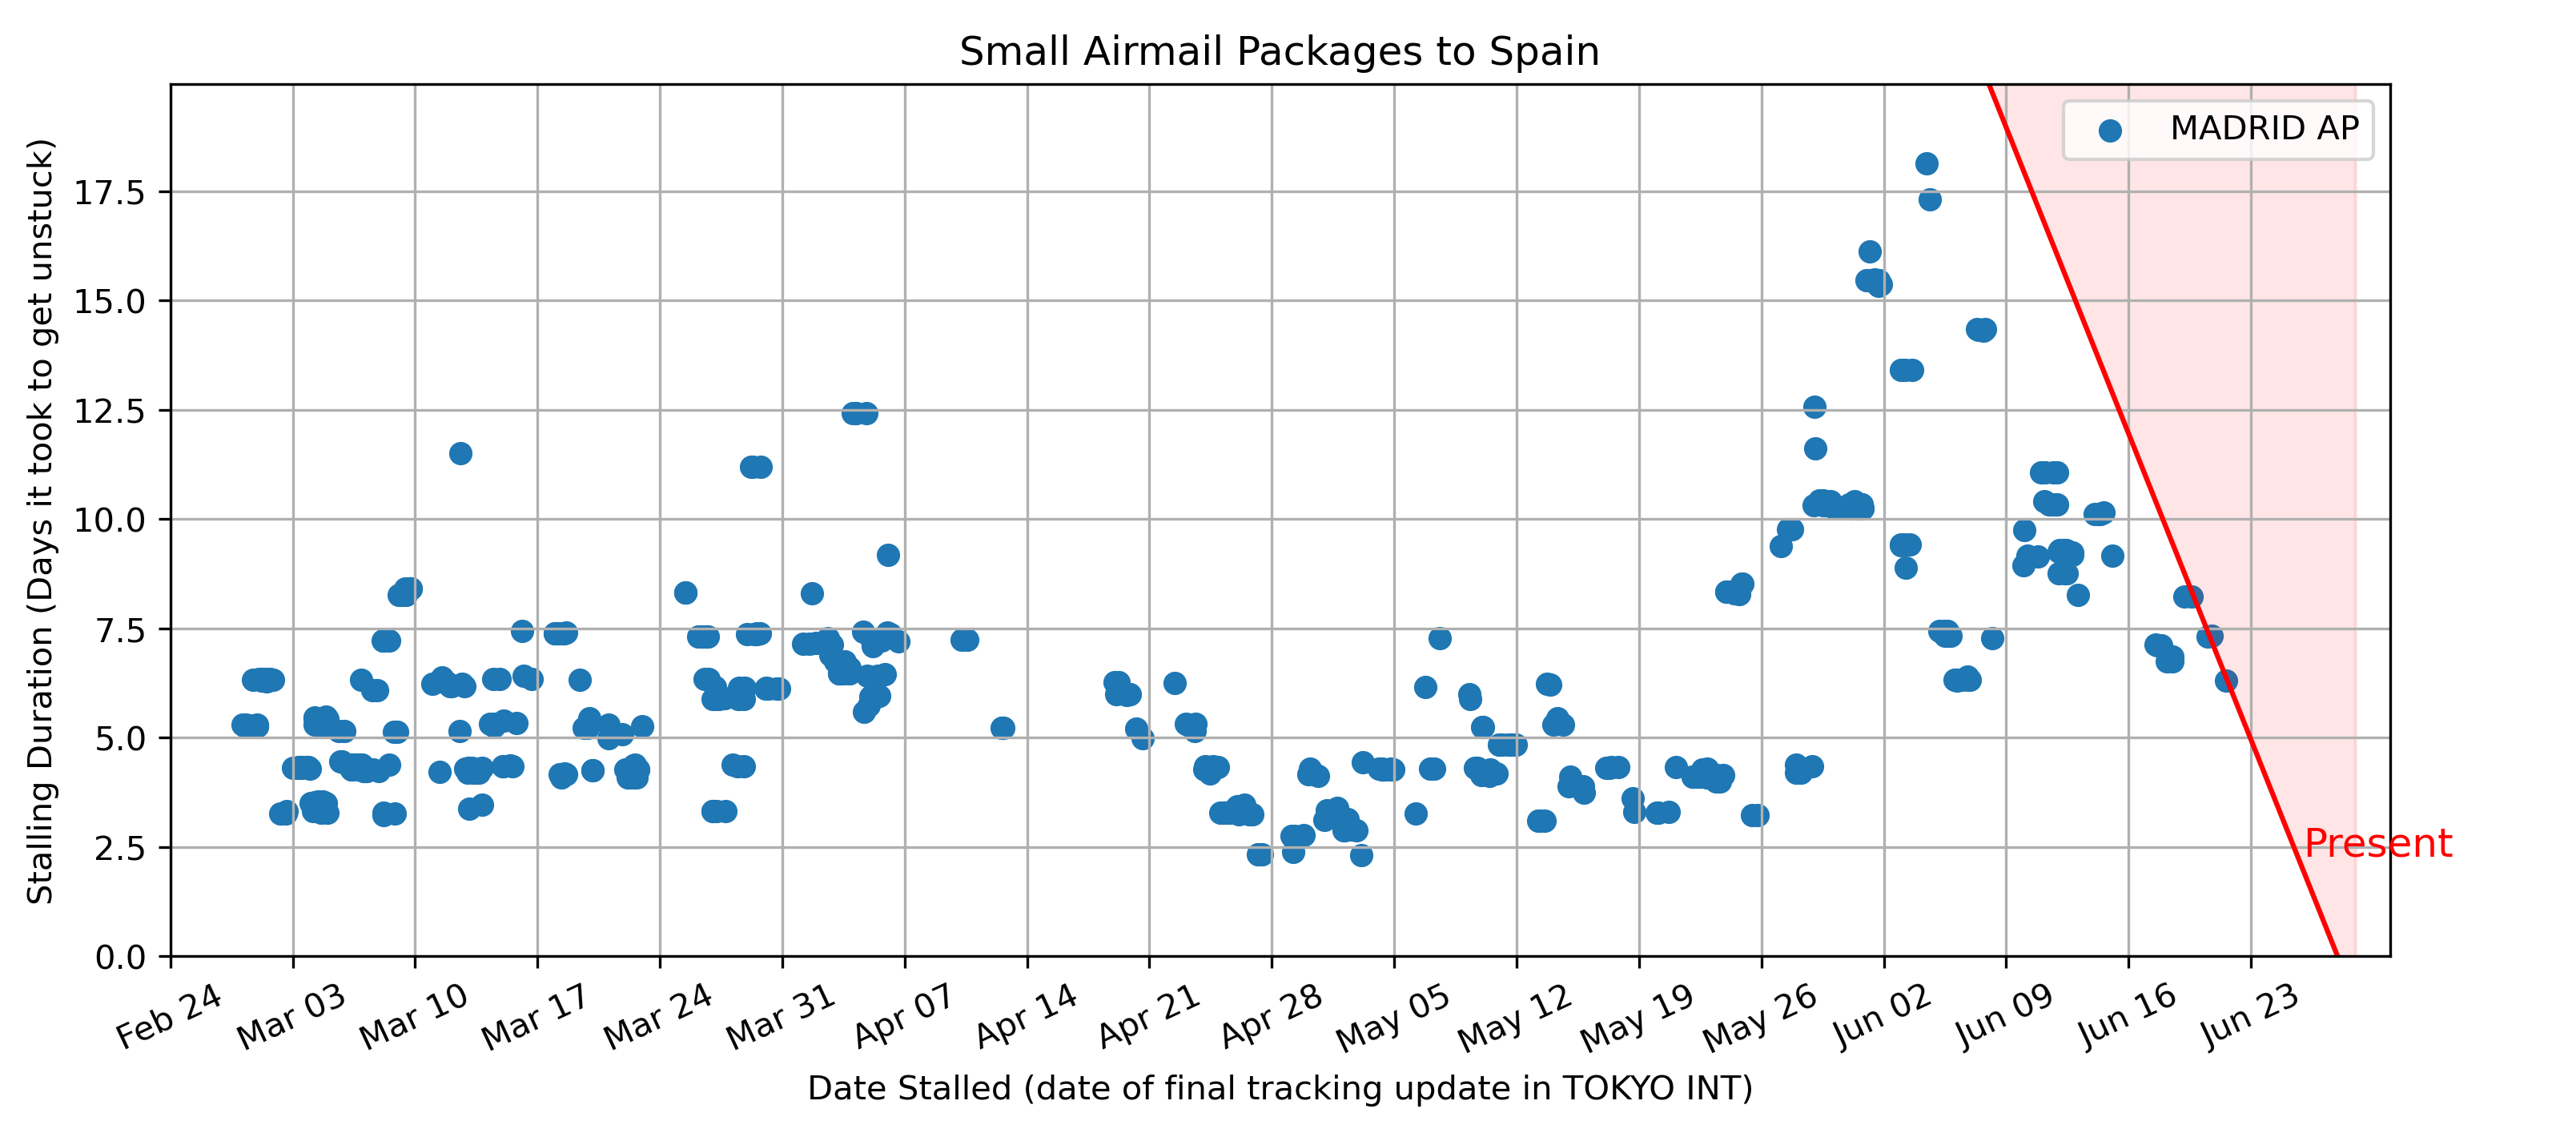 Small Airmail Packages to Spain
MADRID AP
Stalling Duration (Days it took to get unstuck)
17.5
15.0
12.5
10.0
7.5
5.0
2.5
0.0
Present
Feb 24
Mar 03
Mar 10
Mar 17
Mar 24
Mar 31
Apr 07
Apr 14
Apr 21
Apr 28
May 05
May 12
May 19
May 26
Jun 02
Jun 09
Jun 16
Jun 23
Date Stalled (date of final tracking update in TOKYO INT)